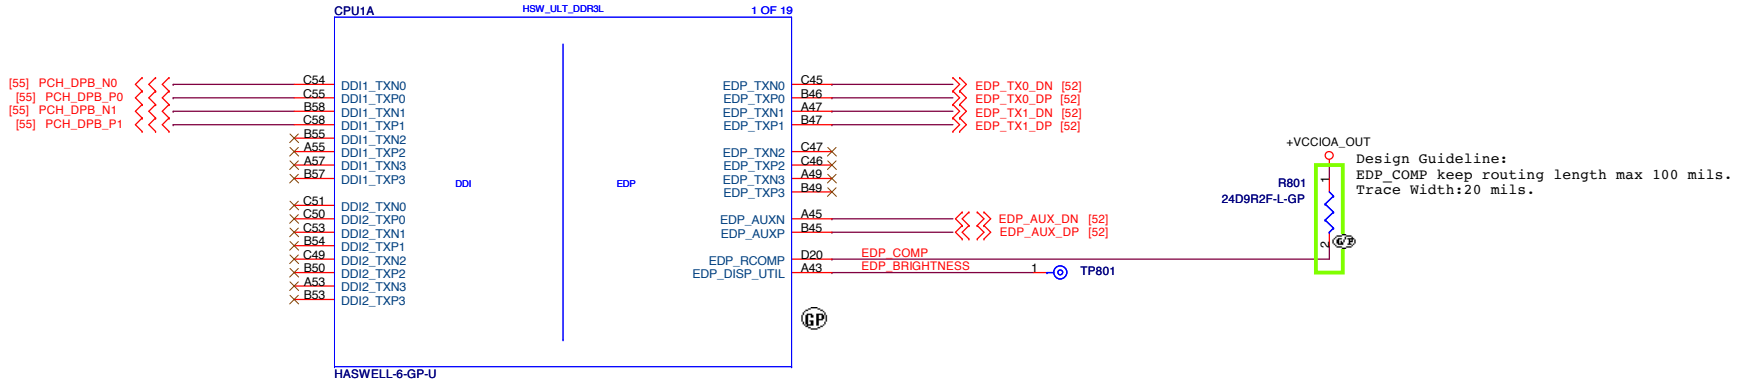 CPU1A HSW_ULT_DDR3L 1 OF 19
[55] PCH_DPB_N0 C54 DDI1_TXN0 EDP_TXN0 C45 EDP_TX0_DN [52]
[55] PCH_DPB_P0 C55 DDI1_TXP0 EDP_TXP0 B46 EDP_TX0_DP [52]
[55] PCH_DPB_N1 B58 DDI1_TXN1 EDP_TXN1 A47 EDP_TX1_DN [52]
[55] PCH_DPB_P1 C58 DDI1_TXP1 EDP_TXP1 B47 EDP_TX1_DP [52]
B55 DDI1_TXN2
A55 DDI1_TXP2 EDP_TXN2 C47
A57 DDI1_TXN3 EDP_TXP2 C46
B57 DDI1_TXP3 EDP_TXN3 A49
EDP_TXP3 B49
DDI EDP
C51 DDI2_TXN0
C50 DDI2_TXP0 EDP_AUXN A45 EDP_AUX_DN [52]
C53 DDI2_TXN1 EDP_AUXP B45 EDP_AUX_DP [52]
B54 DDI2_TXP1
C49 DDI2_TXN2 EDP_RCOMP D20 EDP_COMP
B50 DDI2_TXP2 EDP_DISP_UTIL A43 EDP_BRIGHTNESS 1 TP801
A53 DDI2_TXN3
B53 DDI2_TXP3
GP
HASWELL-6-GP-U
+VCCIOA_OUT
Design Guideline:
EDP_COMP keep routing length max 100 mils.
Trace Width:20 mils.
R801
24D9R2F-L-GP
1
2